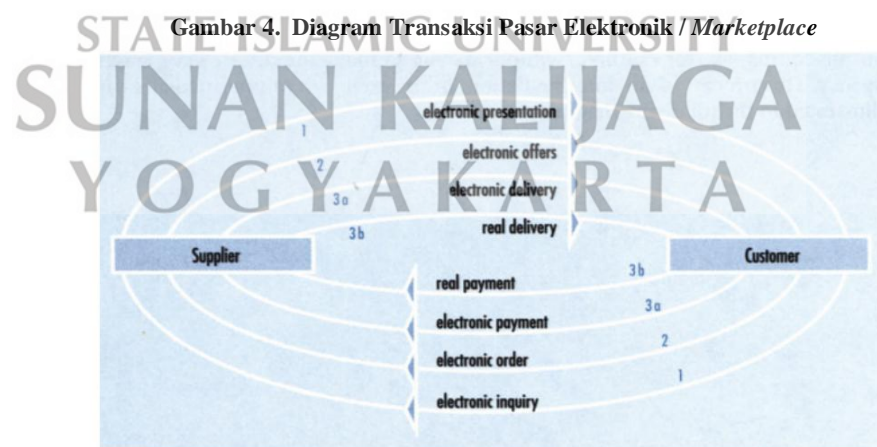 Gambar 4. Diagram Transaksi Pasar Elektronik / Marketplace
STATE ISLAMIC UNIVERSITY
SUNAN KALIJAGA
YOGYAKARTA
electronic presentation
1
electronic offers
2
electronic delivery
3a
real delivery
3b
Supplier
Customer
real payment
3b
electronic payment
3a
electronic order
2
electronic inquiry
1